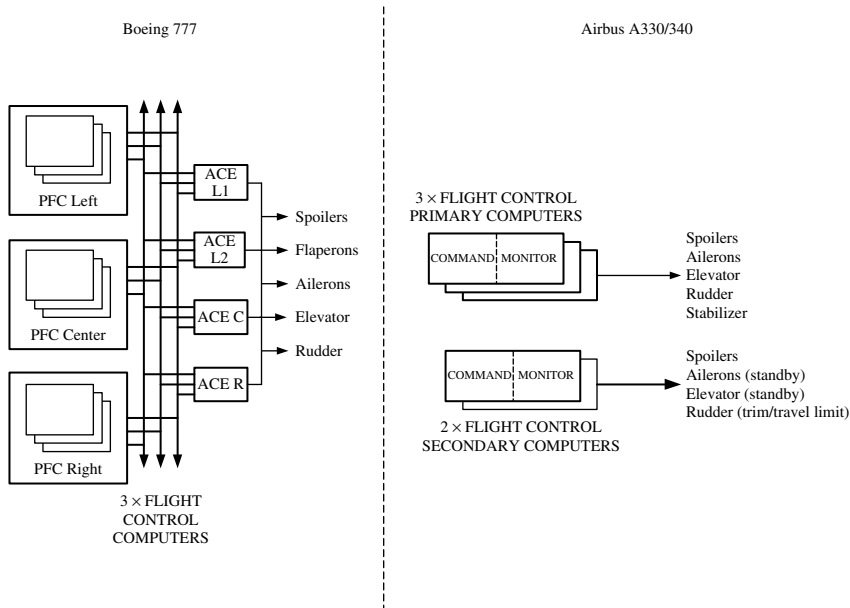 Boeing 777
PFC Left
PFC Center
PFC Right
3 × FLIGHT
CONTROL
COMPUTERS
ACE
L1
ACE
L2
ACE C
ACE R
Spoilers
Flaperons
Ailerons
Elevator
Rudder
Airbus A330/340
3 × FLIGHT CONTROL
PRIMARY COMPUTERS
COMMAND MONITOR
Spoilers
Ailerons
Elevator
Rudder
Stabilizer
COMMAND MONITOR
2 × FLIGHT CONTROL
SECONDARY COMPUTERS
Spoilers
Ailerons (standby)
Elevator (standby)
Rudder (trim/travel limit)